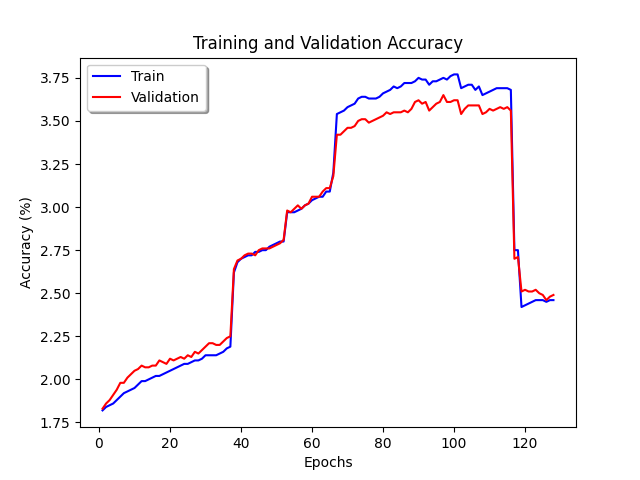 Training and Validation Accuracy
Train
Validation
3.75
3.50
3.25
3.00
2.75
2.50
2.25
2.00
1.75
Accuracy (%)
0 20 40 60 80 100 120
Epochs